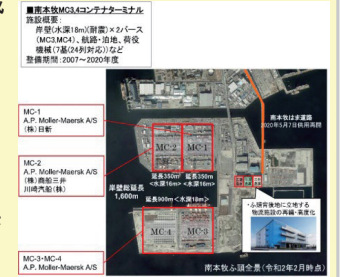 ■南本牧MC3,4コンテナターミナル
施設概要:
岸壁(水深18m)(耐震)×2バース
(MC3,MC4)、航路・泊地、荷役
機械(7基(24列対応))など
整備期間:2007~2020年度
MC-1
A.P. Moller-Maersk A/S
(株)日新
MC-2
A.P. Moller-Maersk A/S
(株)商船三井
川崎汽船(株)
MC-3・MC-4
A.P. Moller-Maersk A/S
南本牧はま道路
2020年5月7日供用再開
MC-2
MC-1
延長350m
<水深16m>
延長350m
<水深16m>
岸壁総延長
1,600m
延長900m<水深18m>
MC-4
MC-3
・ふ頭背後地に立地する
物流施設の再編・高度化
南本牧ふ頭全景(令和2年2月時点)